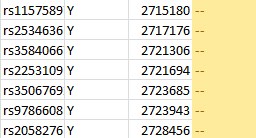 rs1157589 Y 2715180 --
rs2534636 Y 2717176 --
rs3584066 Y 2721306 --
rs2253109 Y 2721694 --
rs3506769 Y 2723685 --
rs9786608 Y 2723943 --
rs2058276 Y 2728456 --